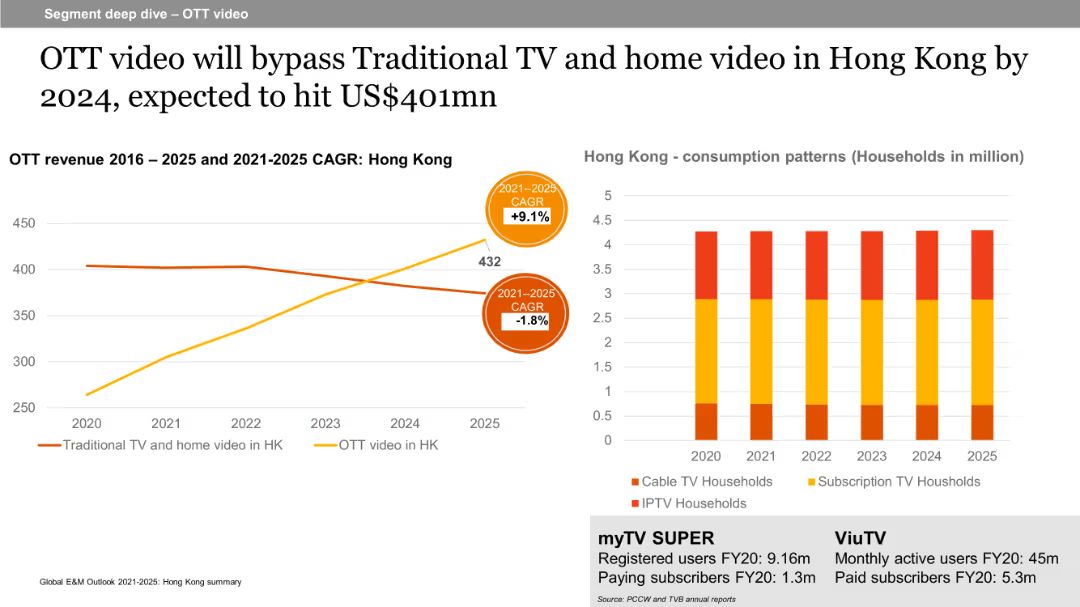 Segment deep dive – OTT video
OTT video will bypass Traditional TV and home video in Hong Kong by
2024, expected to hit US$401mn
OTT revenue 2016 – 2025 and 2021-2025 CAGR: Hong Kong
450
400
350
300
250
2020 2021 2022 2023 2024 2025
2021–2025
CAGR
+9.1%
432
2021–2025
CAGR
-1.8%
Traditional TV and home video in HK OTT video in HK
Hong Kong - consumption patterns (Households in million)
5
4.5
4
3.5
3
2.5
2
1.5
1
0.5
0
2020 2021 2022 2023 2024 2025
Cable TV Households Subscription TV Housholds
IPTV Households
myTV SUPER
Registered users FY20: 9.16m
Paying subscribers FY20: 1.3m
ViuTV
Monthly active users FY20: 45m
Paid subscribers FY20: 5.3m
Source: PCCW and TVB annual reports
Global E&M Outlook 2021-2025: Hong Kong summary